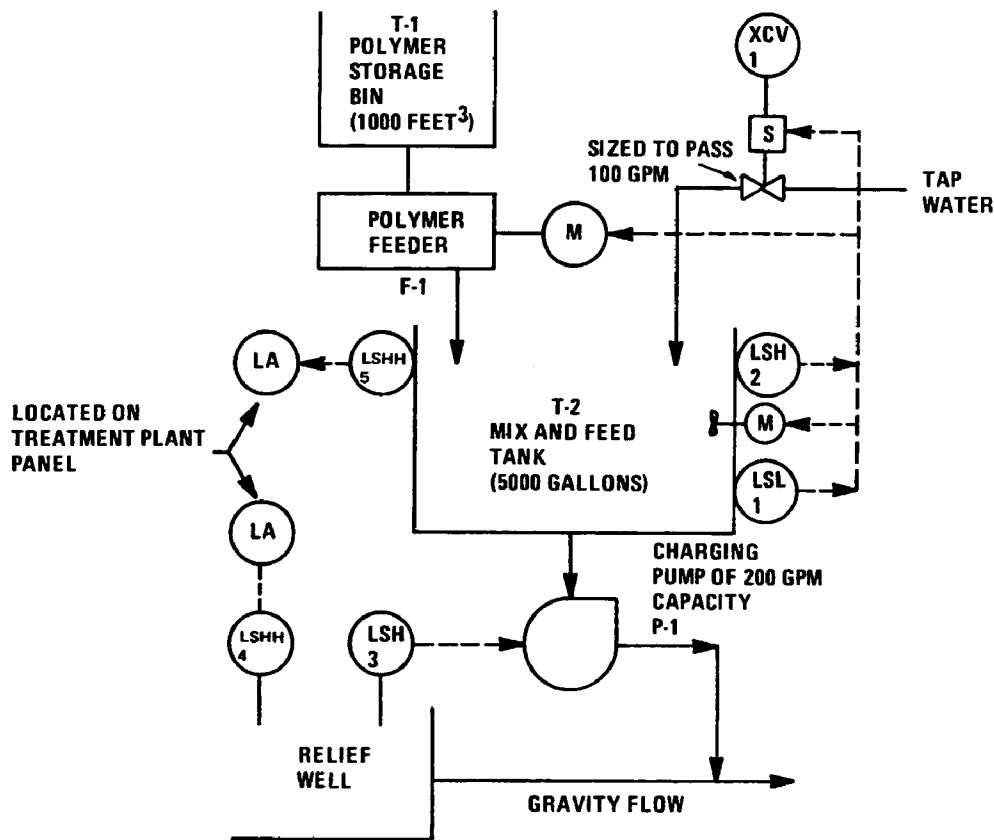 T-1
POLYMER
STORAGE
BIN
(1000 FEET³)
XCV
1
S
SIZED TO PASS
100 GPM
TAP
WATER
POLYMER
FEEDER
M
F-1
LA
LSHH
5
LSH
2
T-2
MIX AND FEED
TANK
(5000 GALLONS)
M
LOCATED ON
TREATMENT PLANT
PANEL
LSL
1
LA
CHARGING
PUMP OF 200 GPM
CAPACITY
P-1
LSHH
4
LSH
3
RELIEF
WELL
GRAVITY FLOW